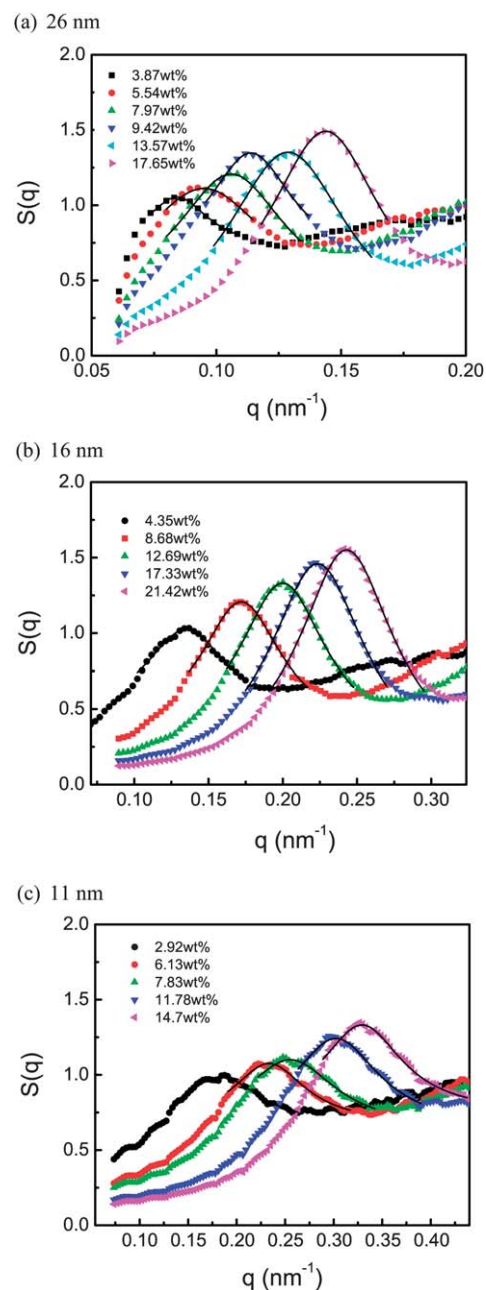 (a) 26 nm
2.0
3.87wt%
5.54wt%
7.97wt%
9.42wt%
13.57wt%
17.65wt%
1.5
S(q)
1.0
0.5
0.0
0.05 0.10 0.15 0.20
q (nm⁻¹)
(b) 16 nm
2.0
4.35wt%
8.68wt%
12.69wt%
17.33wt%
21.42wt%
1.5
S(q)
1.0
0.5
0.0
0.10 0.15 0.20 0.25 0.30
q (nm⁻¹)
(c) 11 nm
2.0
2.92wt%
6.13wt%
7.83wt%
11.78wt%
14.7wt%
1.5
S(q)
1.0
0.5
0.0
0.10 0.15 0.20 0.25 0.30 0.35 0.40
q (nm⁻¹)